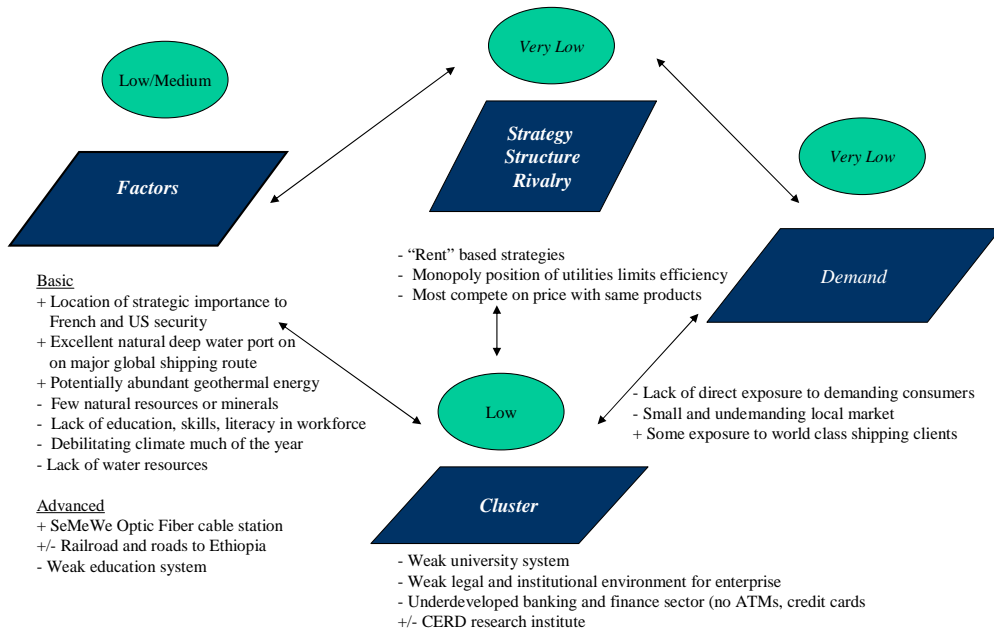 Very Low
Low/Medium
Strategy
Structure
Rivalry
Very Low
Factors
- “Rent” based strategies
- Monopoly position of utilities limits efficiency
- Most compete on price with same products
Demand
Basic
+ Location of strategic importance to
French and US security
+ Excellent natural deep water port on
on major global shipping route
+ Potentially abundant geothermal energy
- Few natural resources or minerals
- Lack of education, skills, literacy in workforce
- Debilitating climate much of the year
- Lack of water resources
Advanced
+ SeMeWe Optic Fiber cable station
+/- Railroad and roads to Ethiopia
- Weak education system
Low
- Lack of direct exposure to demanding consumers
- Small and undemanding local market
+ Some exposure to world class shipping clients
Cluster
- Weak university system
- Weak legal and institutional environment for enterprise
- Underdeveloped banking and finance sector (no ATMs, credit cards
+/- CERD research institute